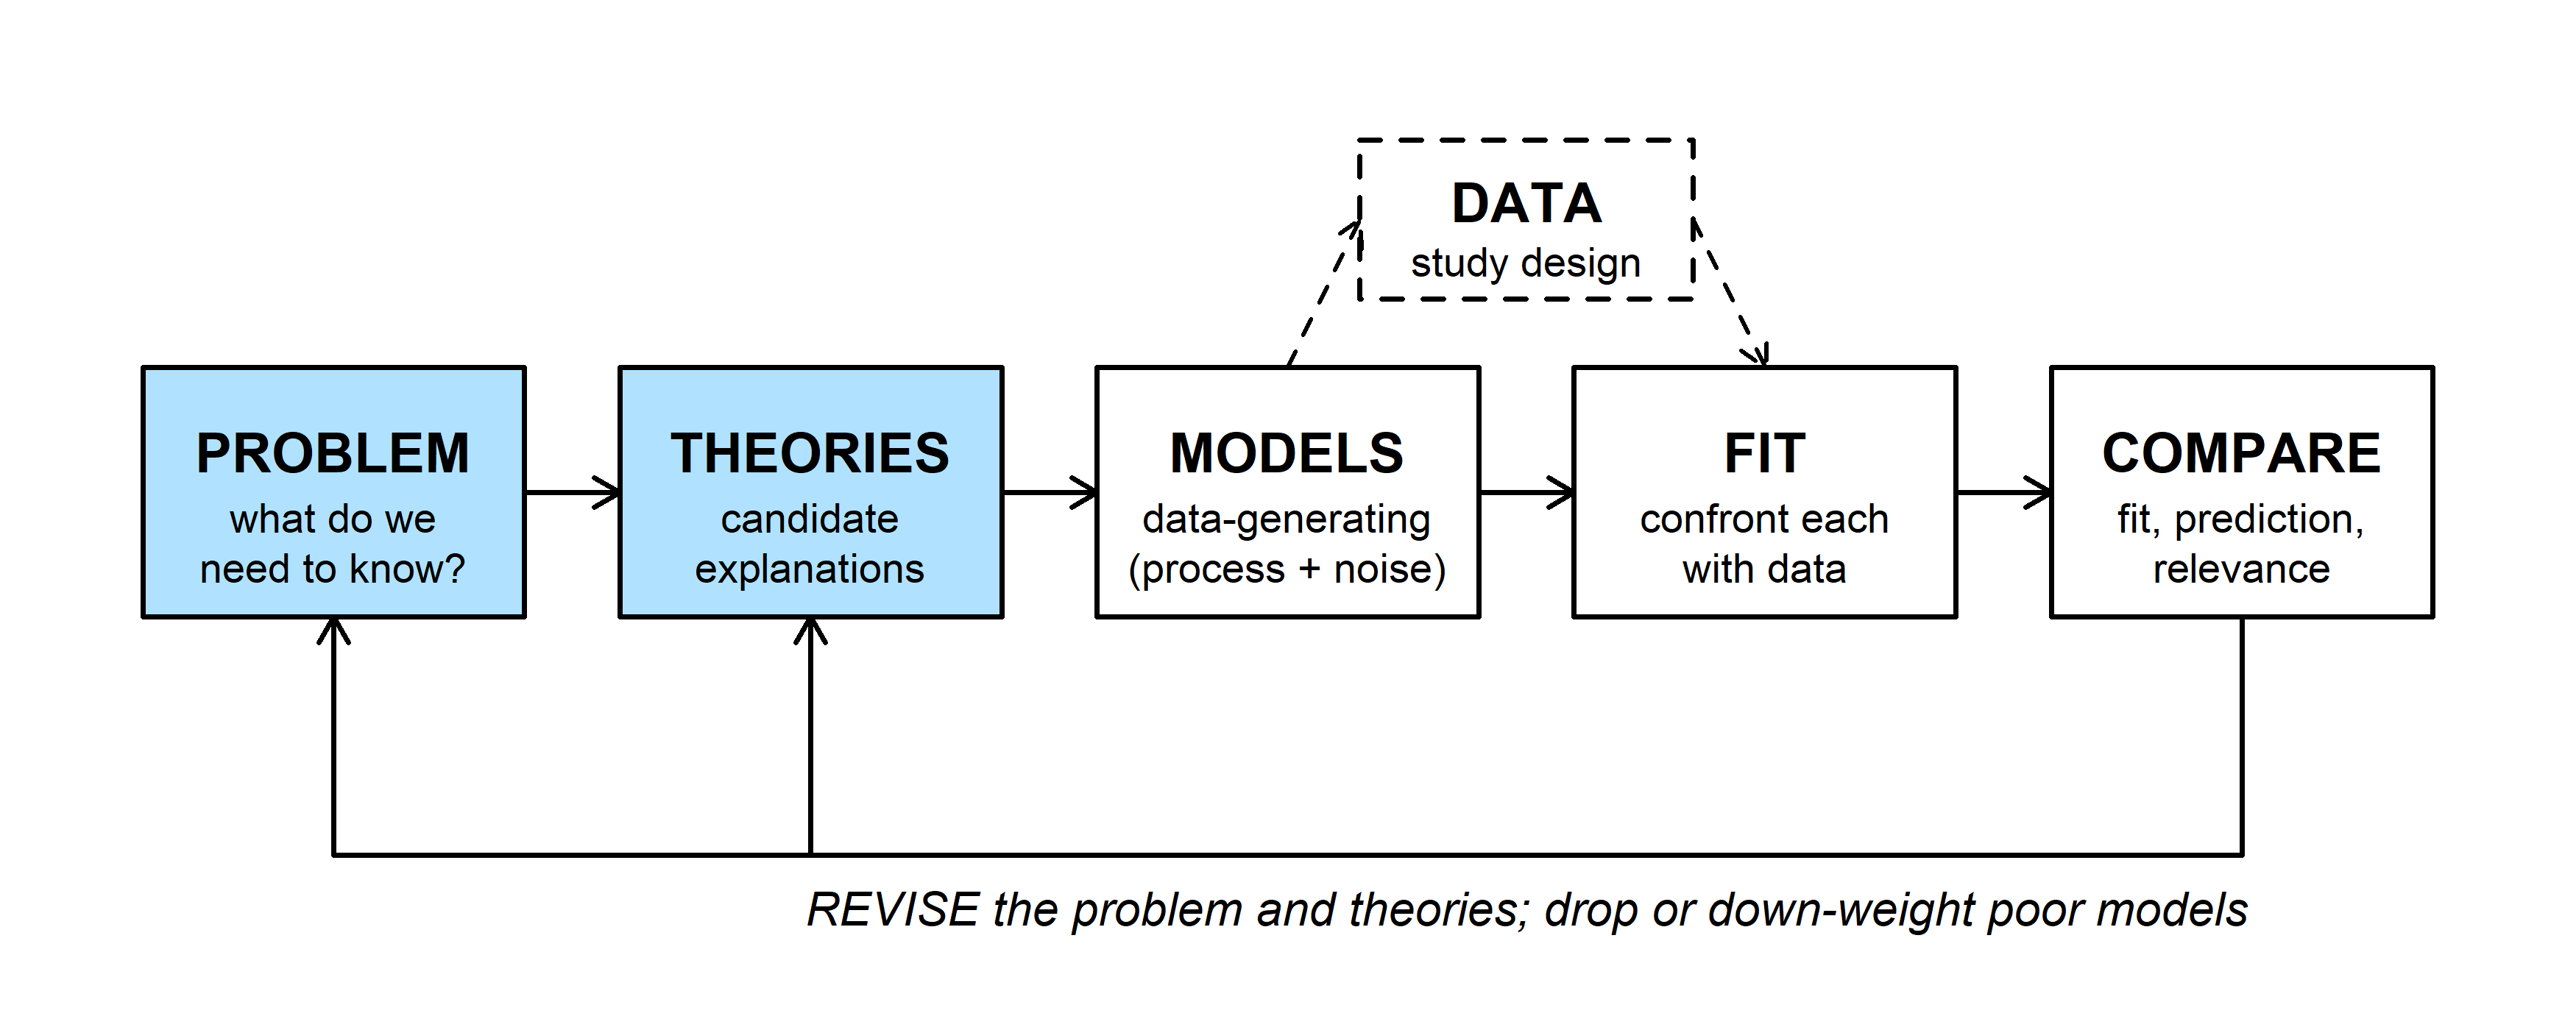 DATA
study design
PROBLEM
what do we
need to know?
THEORIES
candidate
explanations
MODELS
data-generating
(process + noise)
FIT
confront each
with data
COMPARE
fit, prediction,
relevance
REVISE the problem and theories; drop or down-weight poor models